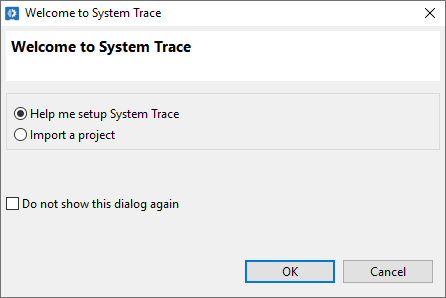 Welcome to System Trace
Welcome to System Trace
Help me setup System Trace
Import a project
Do not show this dialog again
OK
Cancel